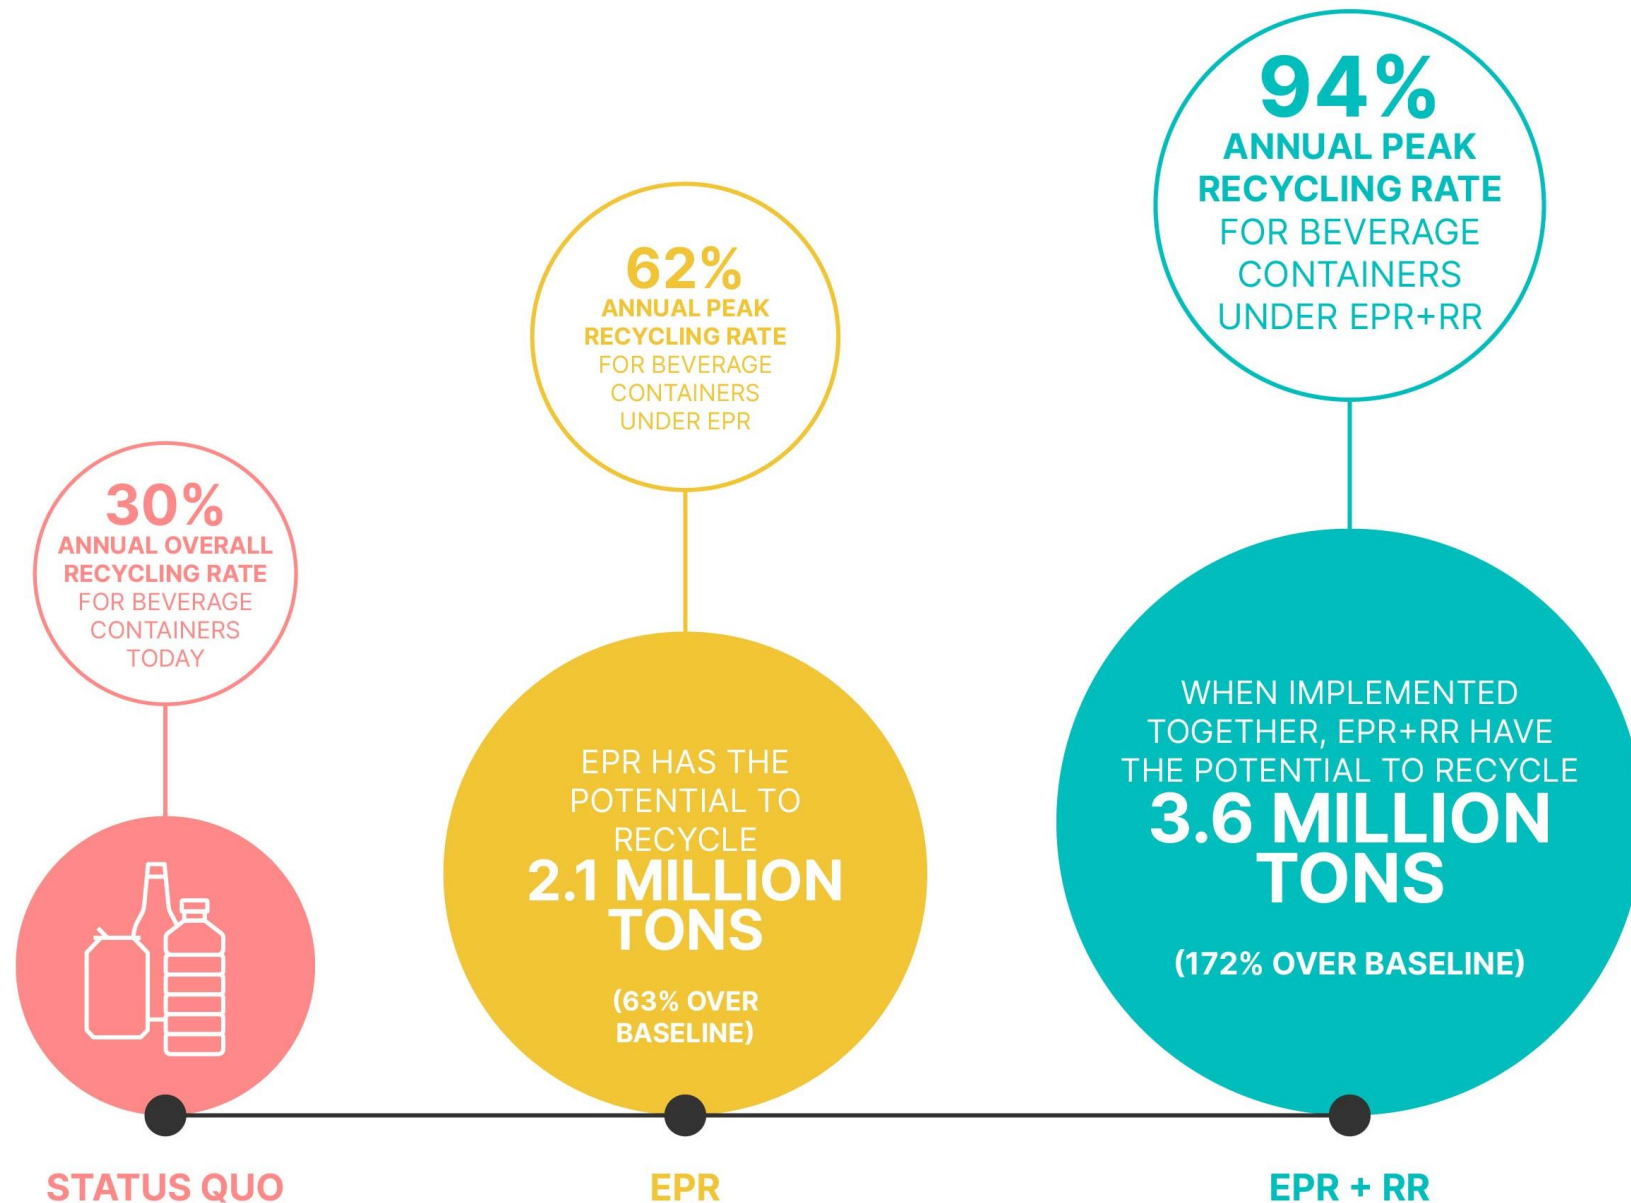 30%
ANNUAL OVERALL
RECYCLING RATE
FOR BEVERAGE
CONTAINERS
TODAY
STATUS QUO
62%
ANNUAL PEAK
RECYCLING RATE
FOR BEVERAGE
CONTAINERS
UNDER EPR
EPR HAS THE
POTENTIAL TO
RECYCLE
2.1 MILLION
TONS
(63% OVER
BASELINE)
EPR
94%
ANNUAL PEAK
RECYCLING RATE
FOR BEVERAGE
CONTAINERS
UNDER EPR+RR
WHEN IMPLEMENTED
TOGETHER, EPR+RR HAVE
THE POTENTIAL TO RECYCLE
3.6 MILLION
TONS
(172% OVER BASELINE)
EPR + RR